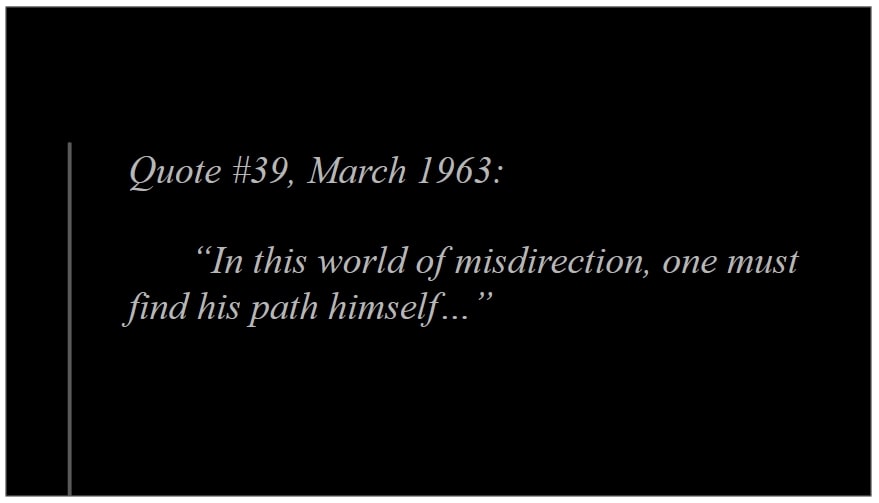 Quote #39, March 1963:
“In this world of misdirection, one must
find his path himself…”